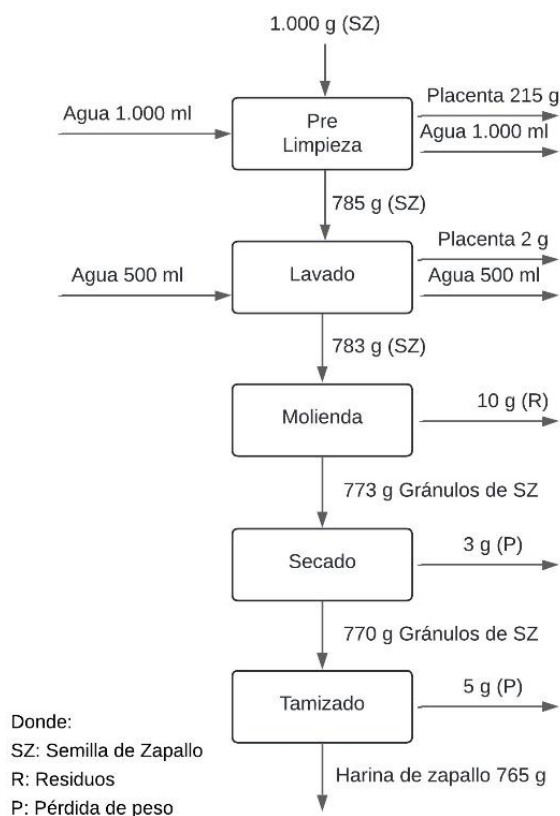 1.000 g (SZ)
Agua 1.000 ml
Pre
Limpieza
Placenta 215 g
Agua 1.000 ml
785 g (SZ)
Agua 500 ml
Lavado
Placenta 2 g
Agua 500 ml
783 g (SZ)
Molienda
10 g (R)
773 g Gránulos de SZ
Secado
3 g (P)
770 g Gránulos de SZ
Tamizado
5 g (P)
Harina de zapallo 765 g
Donde:
SZ: Semilla de Zapallo
R: Residuos
P: Pérdida de peso